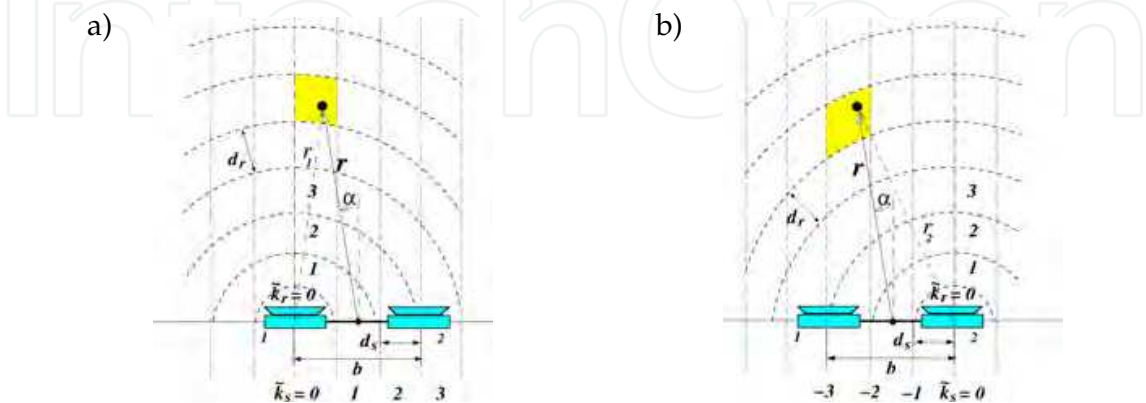 IntechOpen
a)
b)
d_r
r_1
r
α
3
2
1
k̃_r = 0
1
2
d_s
b
k̃_s = 0 1 2 3
d_r
r
α
r_2
3
2
1
k̃_r = 0
1
2
d_s
b
-3 -2 -1 k̃_s = 0